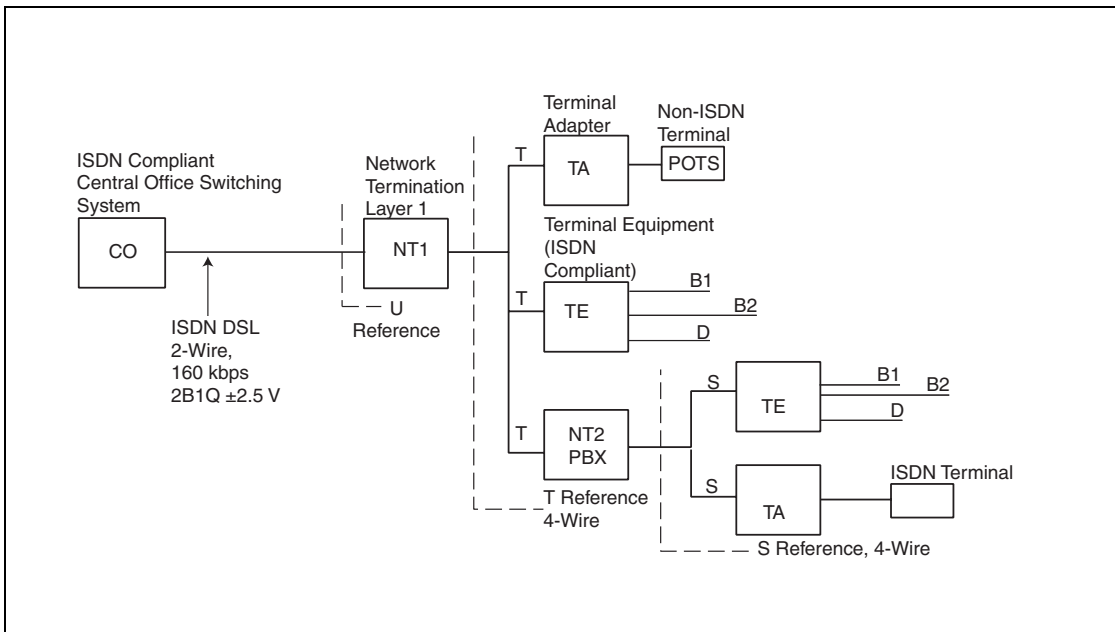 ISDN Compliant
Central Office Switching
System
CO
ISDN DSL
2-Wire,
160 kbps
2B1Q ±2.5 V
Network
Termination
Layer 1
NT1
U
Reference
Terminal
Adapter
T
TA
Non-ISDN
Terminal
POTS
Terminal Equipment
(ISDN
Compliant)
T
TE
B1
B2
D
T
NT2
PBX
T Reference
4-Wire
S
TE
B1
B2
D
S
TA
ISDN Terminal
S Reference, 4-Wire